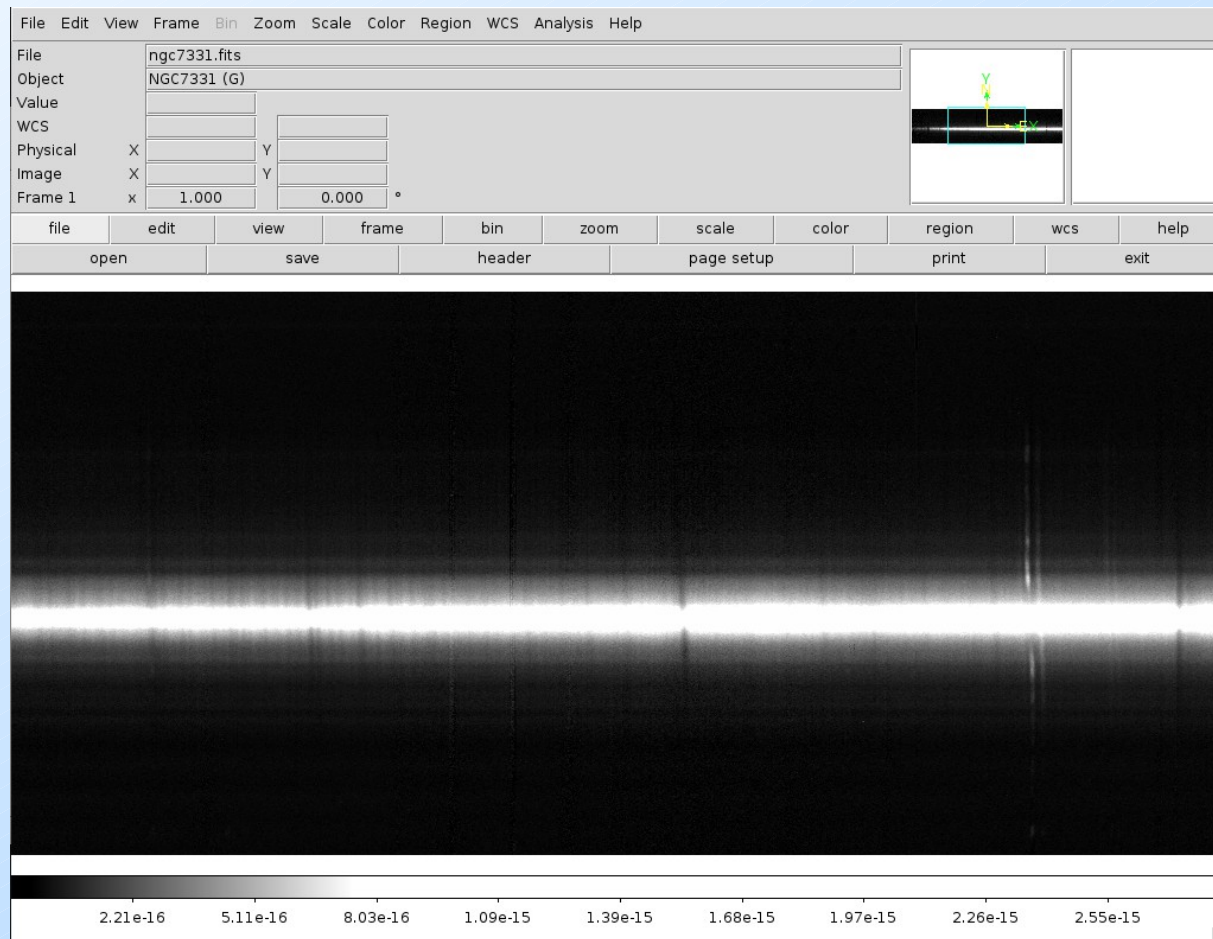 File Edit View Frame Bin Zoom Scale Color Region WCS Analysis Help
File ngc7331.fits
Object NGC7331 (G)
Value
WCS
Physical X Y
Image X Y
Frame 1 x 1.000 0.000 °
Y
N
E X
file edit view frame bin zoom scale color region wcs help
open save header page setup print exit
2.21e-16 5.11e-16 8.03e-16 1.09e-15 1.39e-15 1.68e-15 1.97e-15 2.26e-15 2.55e-15